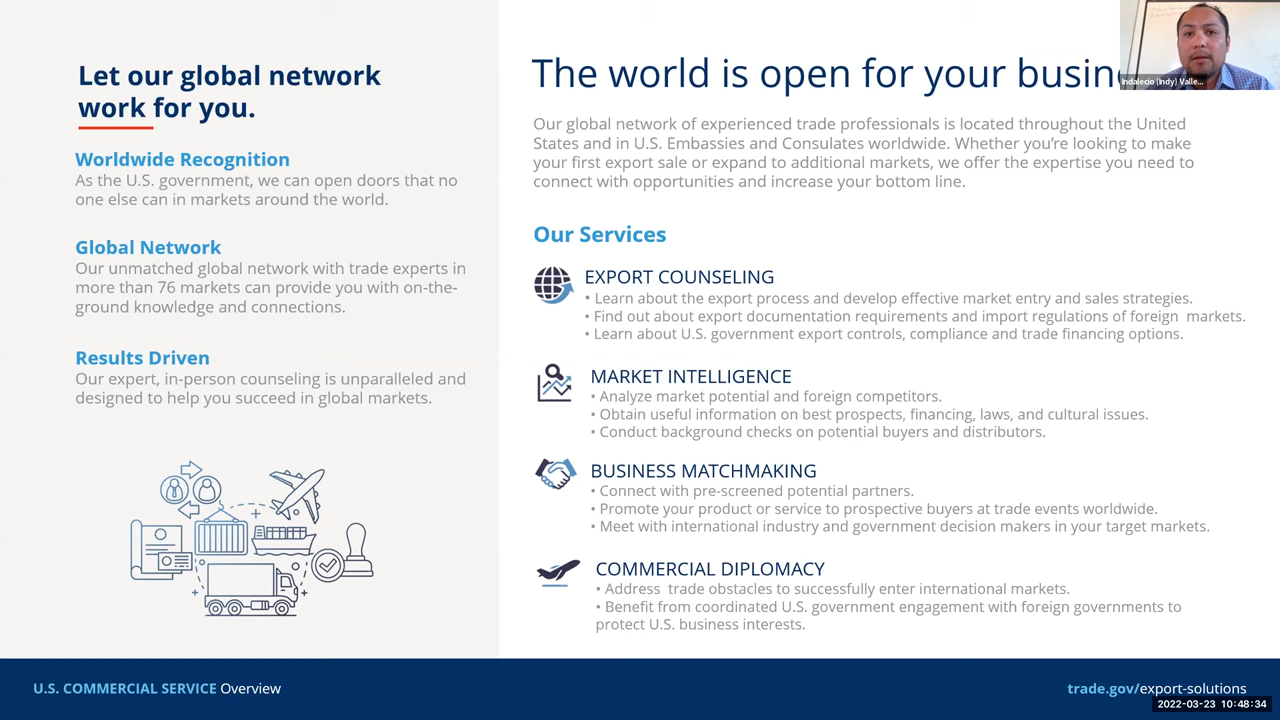 Let our global network
work for you.
Worldwide Recognition
As the U.S. government, we can open doors that no
one else can in markets around the world.
Global Network
Our unmatched global network with trade experts in
more than 76 markets can provide you with on-the-
ground knowledge and connections.
Results Driven
Our expert, in-person counseling is unparalleled and
designed to help you succeed in global markets.
The world is open for your busin
Our global network of experienced trade professionals is located throughout the United
States and in U.S. Embassies and Consulates worldwide. Whether you’re looking to make
your first export sale or expand to additional markets, we offer the expertise you need to
connect with opportunities and increase your bottom line.
Our Services
EXPORT COUNSELING
• Learn about the export process and develop effective market entry and sales strategies.
• Find out about export documentation requirements and import regulations of foreign markets.
• Learn about U.S. government export controls, compliance and trade financing options.
MARKET INTELLIGENCE
• Analyze market potential and foreign competitors.
• Obtain useful information on best prospects, financing, laws, and cultural issues.
• Conduct background checks on potential buyers and distributors.
BUSINESS MATCHMAKING
• Connect with pre-screened potential partners.
• Promote your product or service to prospective buyers at trade events worldwide.
• Meet with international industry and government decision makers in your target markets.
COMMERCIAL DIPLOMACY
• Address trade obstacles to successfully enter international markets.
• Benefit from coordinated U.S. government engagement with foreign governments to
protect U.S. business interests.
Indalecio (Indy) Valle...
U.S. COMMERCIAL SERVICE Overview
trade.gov/export-solutions
2022-03-23 10:48:34